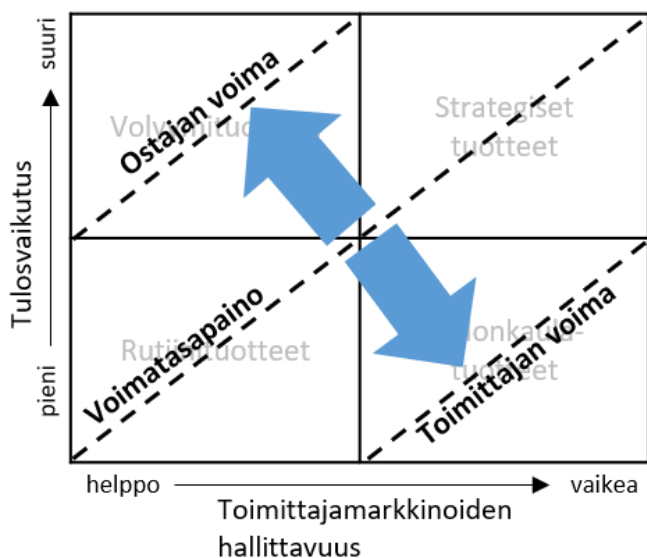 suuri
Ostajan voima
Strategiset
tuotteet
Tulosvaikutus
Voimatasapaino
Rutiinituotteet
Toimittajan voima
tuotteet
pieni
helppo
vaikea
Toimittajamarkkinoiden
hallittavuus